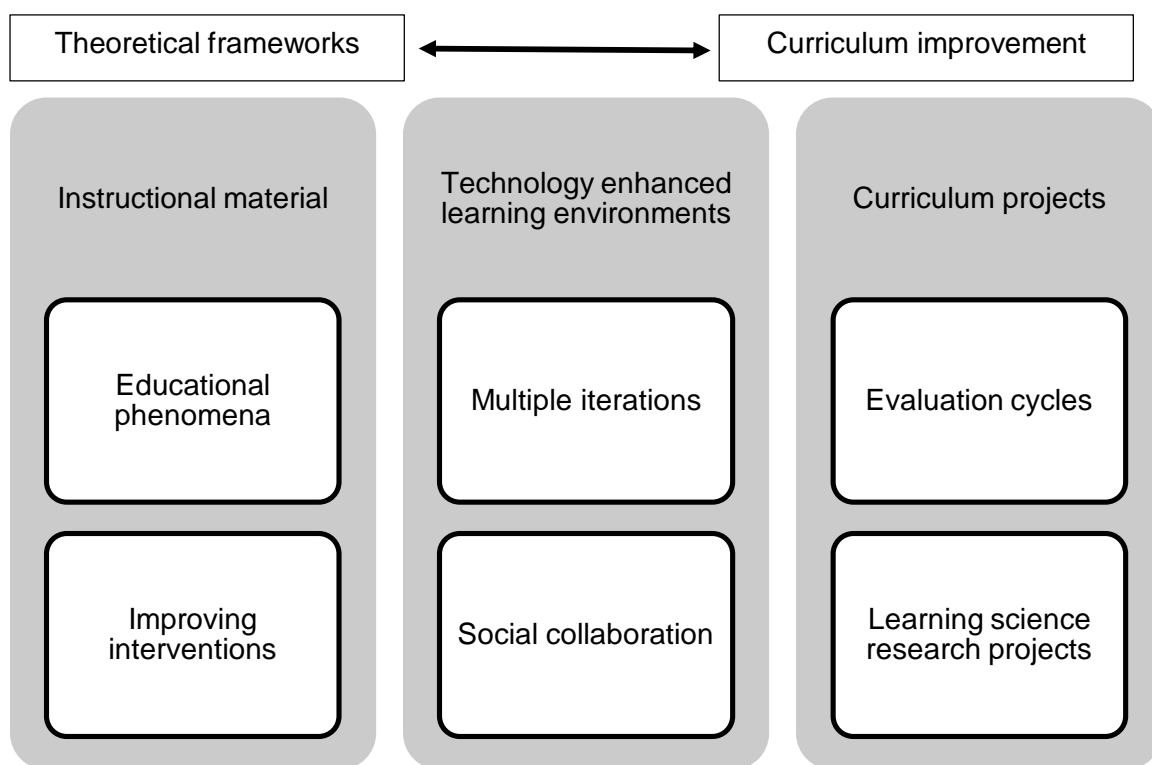 Theoretical frameworks
Curriculum improvement
Instructional material
Technology enhanced
learning environments
Curriculum projects
Educational
phenomena
Multiple iterations
Evaluation cycles
Improving
interventions
Social collaboration
Learning science
research projects